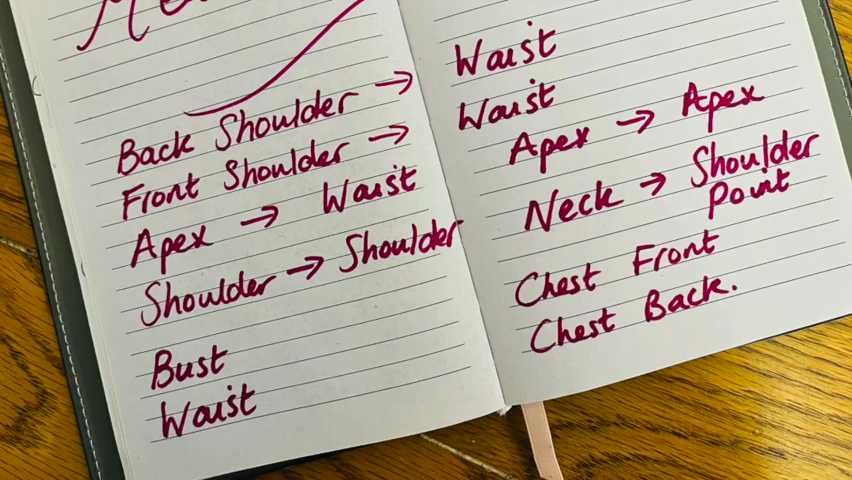 Back Shoulder → Waist
Front Shoulder → Waist
Apex → Waist
Shoulder → Shoulder
Bust
Waist
Apex → Apex
Neck → Shoulder
Point
Chest Front
Chest Back.